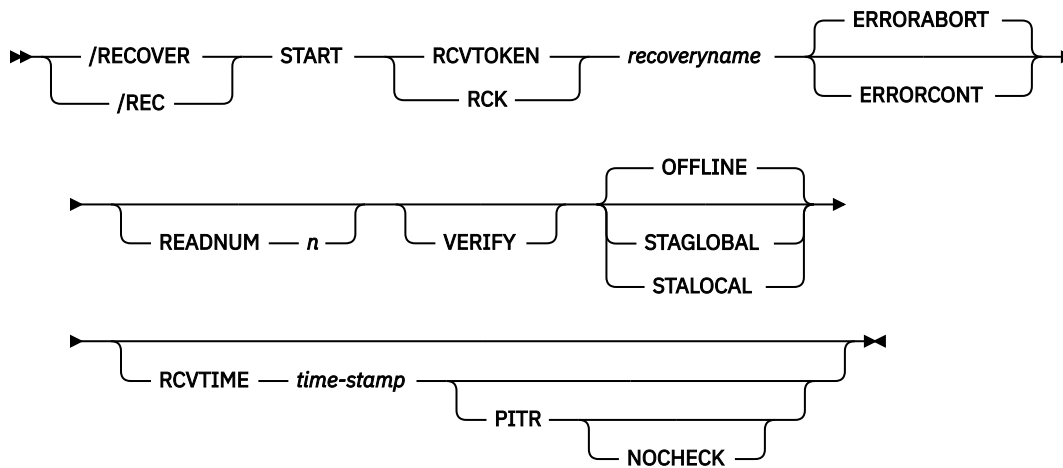 ERRORABORT
/RECOVER START RCVTOKEN recoveryname
/REC RCK ERRORCONT
OFFLINE
READNUM n VERIFY STAGLOBAL
STALOCAL
RCVTIME time-stamp
PITR
NOCHECK